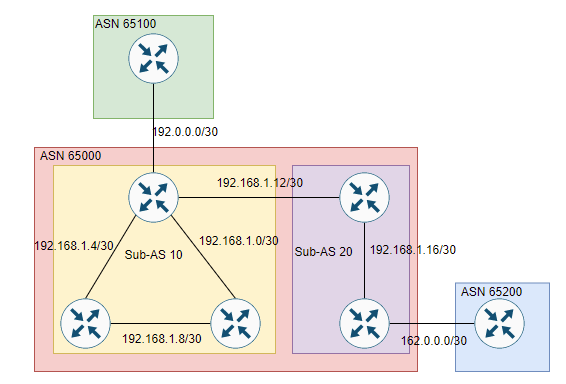 ASN 65100
192.0.0.0/30
ASN 65000
192.168.1.12/30
192.168.1.4/30
192.168.1.0/30
Sub-AS 10
Sub-AS 20
192.168.1.16/30
ASN 65200
192.168.1.8/30
162.0.0.0/30